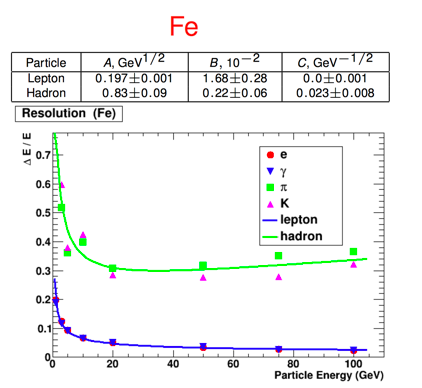 Fe
Particle A, GeV^1/2 B, 10^−2 C, GeV^−1/2
Lepton 0.197±0.001 1.68±0.28 0.0±0.001
Hadron 0.83±0.09 0.22±0.06 0.023±0.008
Resolution (Fe)
Δ E / E
0.7
0.6
0.5
0.4
0.3
0.2
0.1
0
e
γ
π
K
lepton
hadron
0 20 40 60 80 100
Particle Energy (GeV)